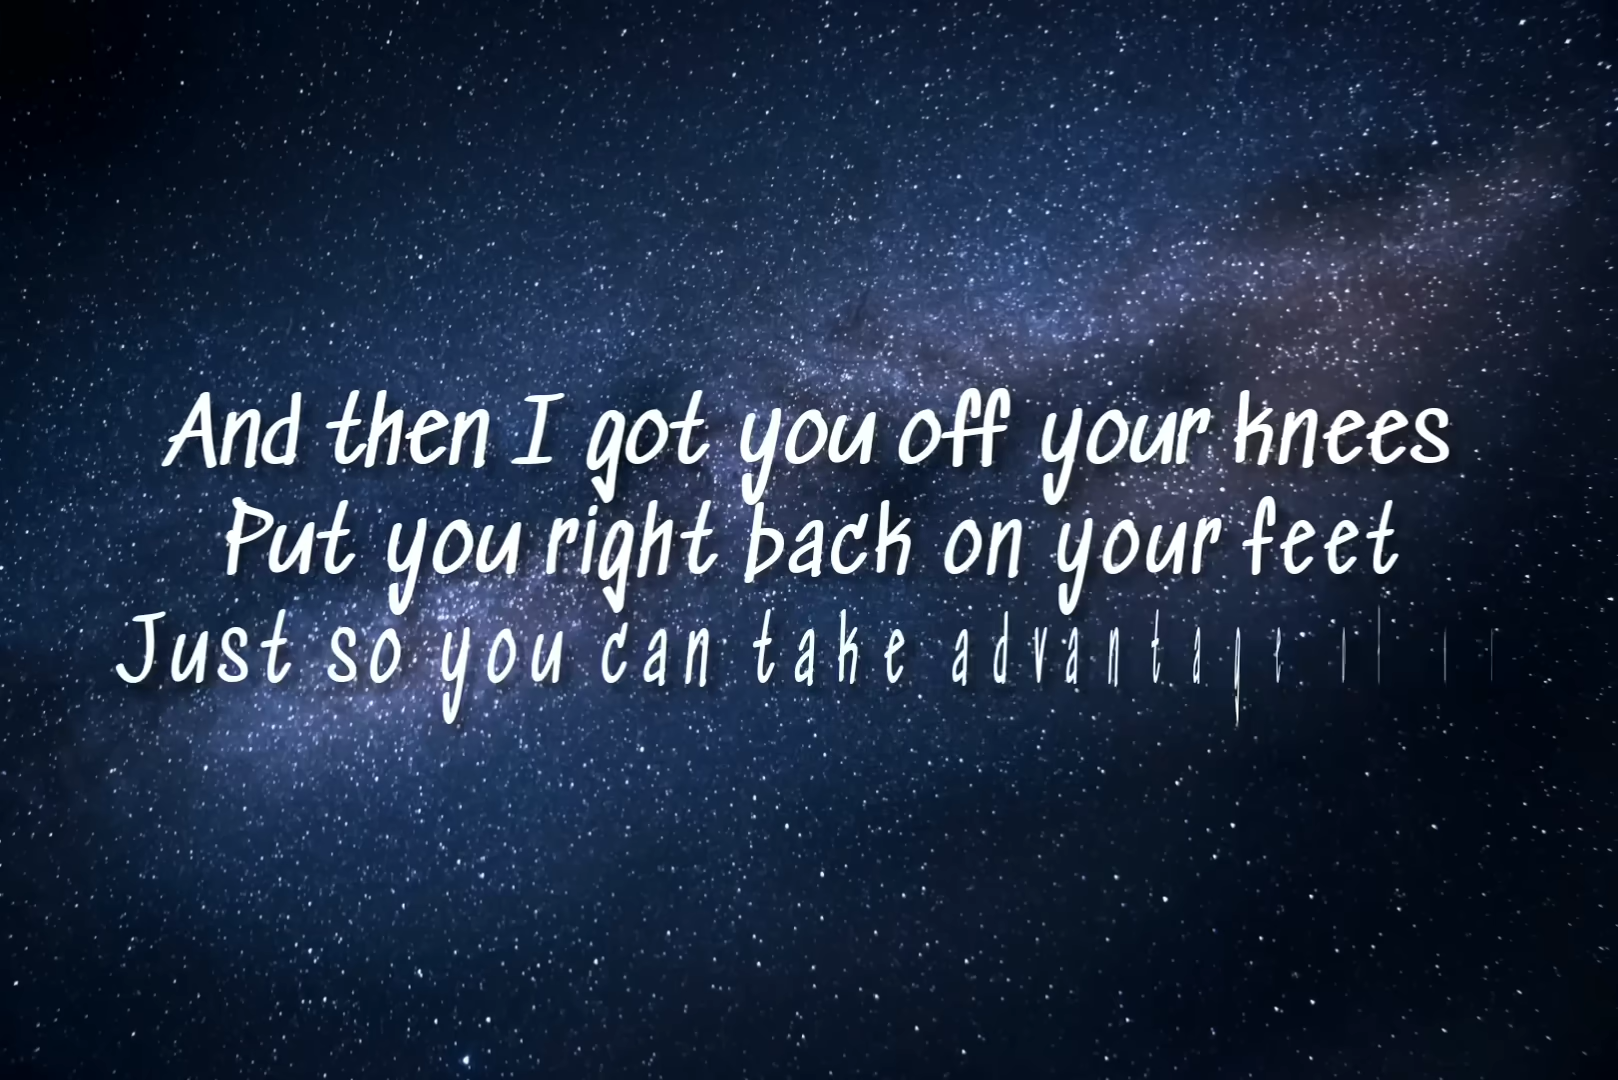 And then I got you off your knees
Put you right back on your feet
Just so you can take advantage